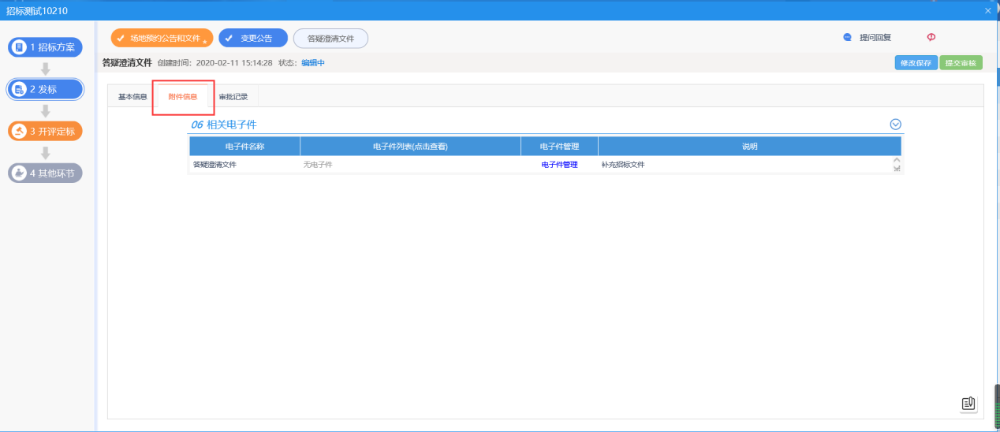 招标测试10210
1 招标方案
2 发标
3 开评定标
4 其他环节
场地预约公告和文件
变更公告
答疑澄清文件
提问回复
答疑澄清文件 创建时间：2020-02-11 15:14:28 状态：编辑中
修改保存 提交审核
基本信息 附件信息 审批记录
06 相关电子件
电子件名称 电子件列表(点击查看) 电子件管理 说明
答疑澄清文件 无电子件 电子件管理 补充招标文件